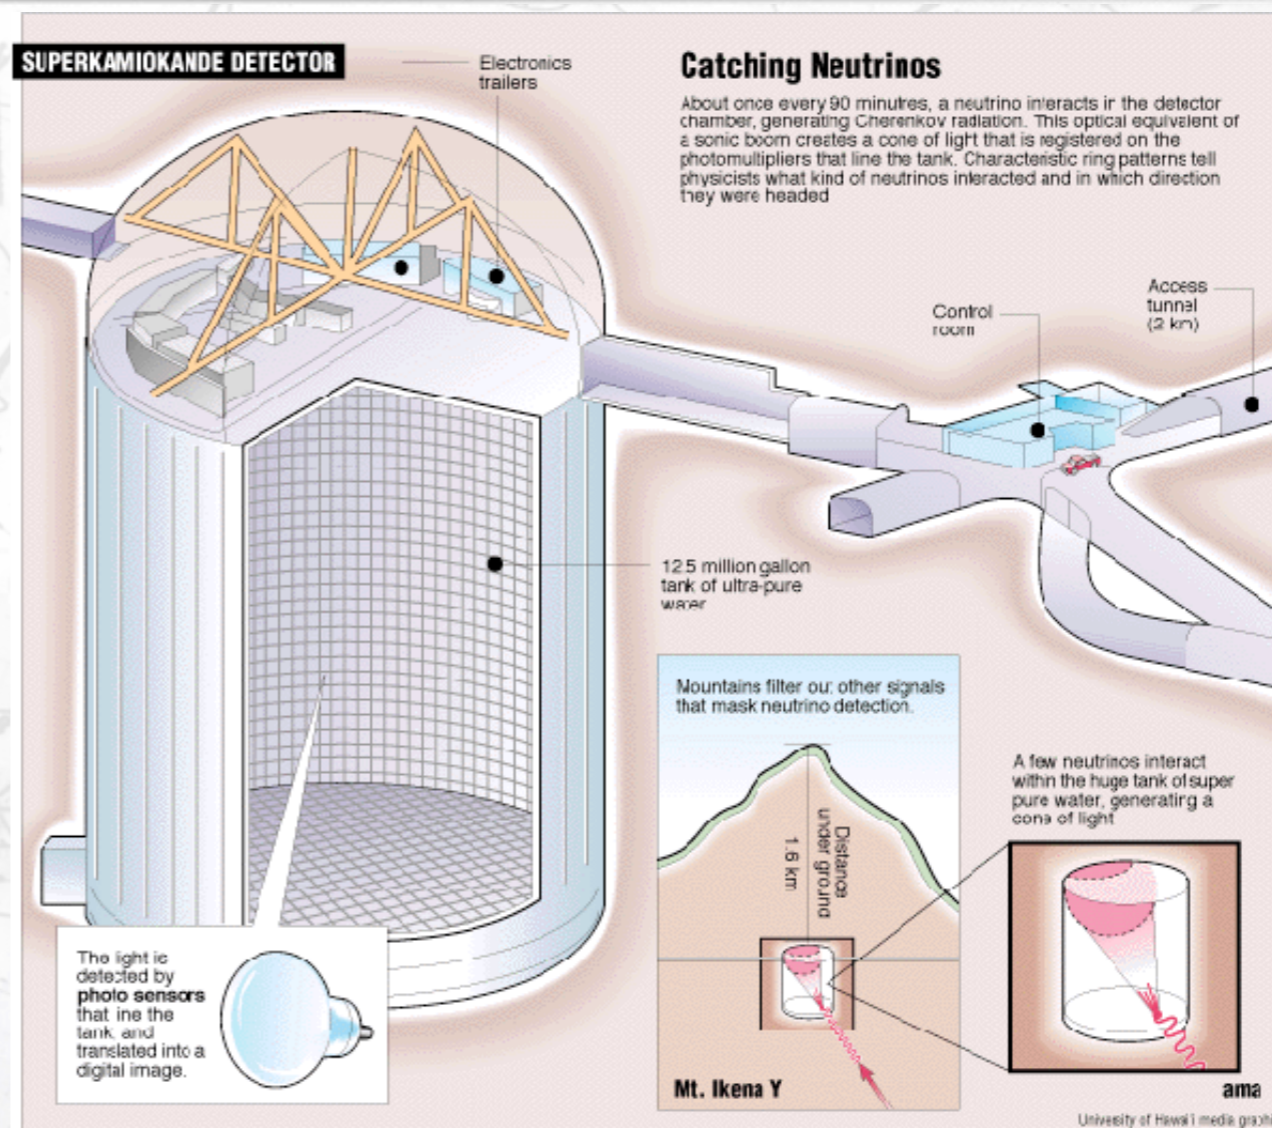 SUPERKAMIOKANDE DETECTOR
Electronics
trailers
Catching Neutrinos
About once every 90 minutes, a neutrino interacts in the detector
chamber, generating Cherenkov radiation. This optical equivalent of
a sonic boom creates a cone of light that is registered on the
photomultipliers that line the tank. Characteristic ring patterns tell
physicists what kind of neutrinos interacted and in which direction
they were headed
Control
room
Access
tunnel
(2 km)
12.5 million gallon
tank of ultra-pure
water
Mountains filter out other signals
that mask neutrino detection.
Distance
under ground
1.6 km
Mt. Ikena Y
A few neutrinos interact
within the huge tank of super
pure water, generating a
cone of light
ama
University of Hawai'i media graphi
The light is
detected by
photo sensors
that line the
tank and
translated into a
digital image.